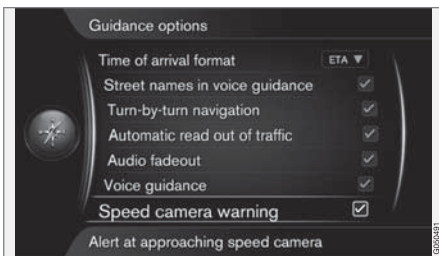 Guidance options
Time of arrival format ETA
Street names in voice guidance
Turn-by-turn navigation
Automatic read out of traffic
Audio fadeout
Voice guidance
Speed camera warning
Alert at approaching speed camera
G050491